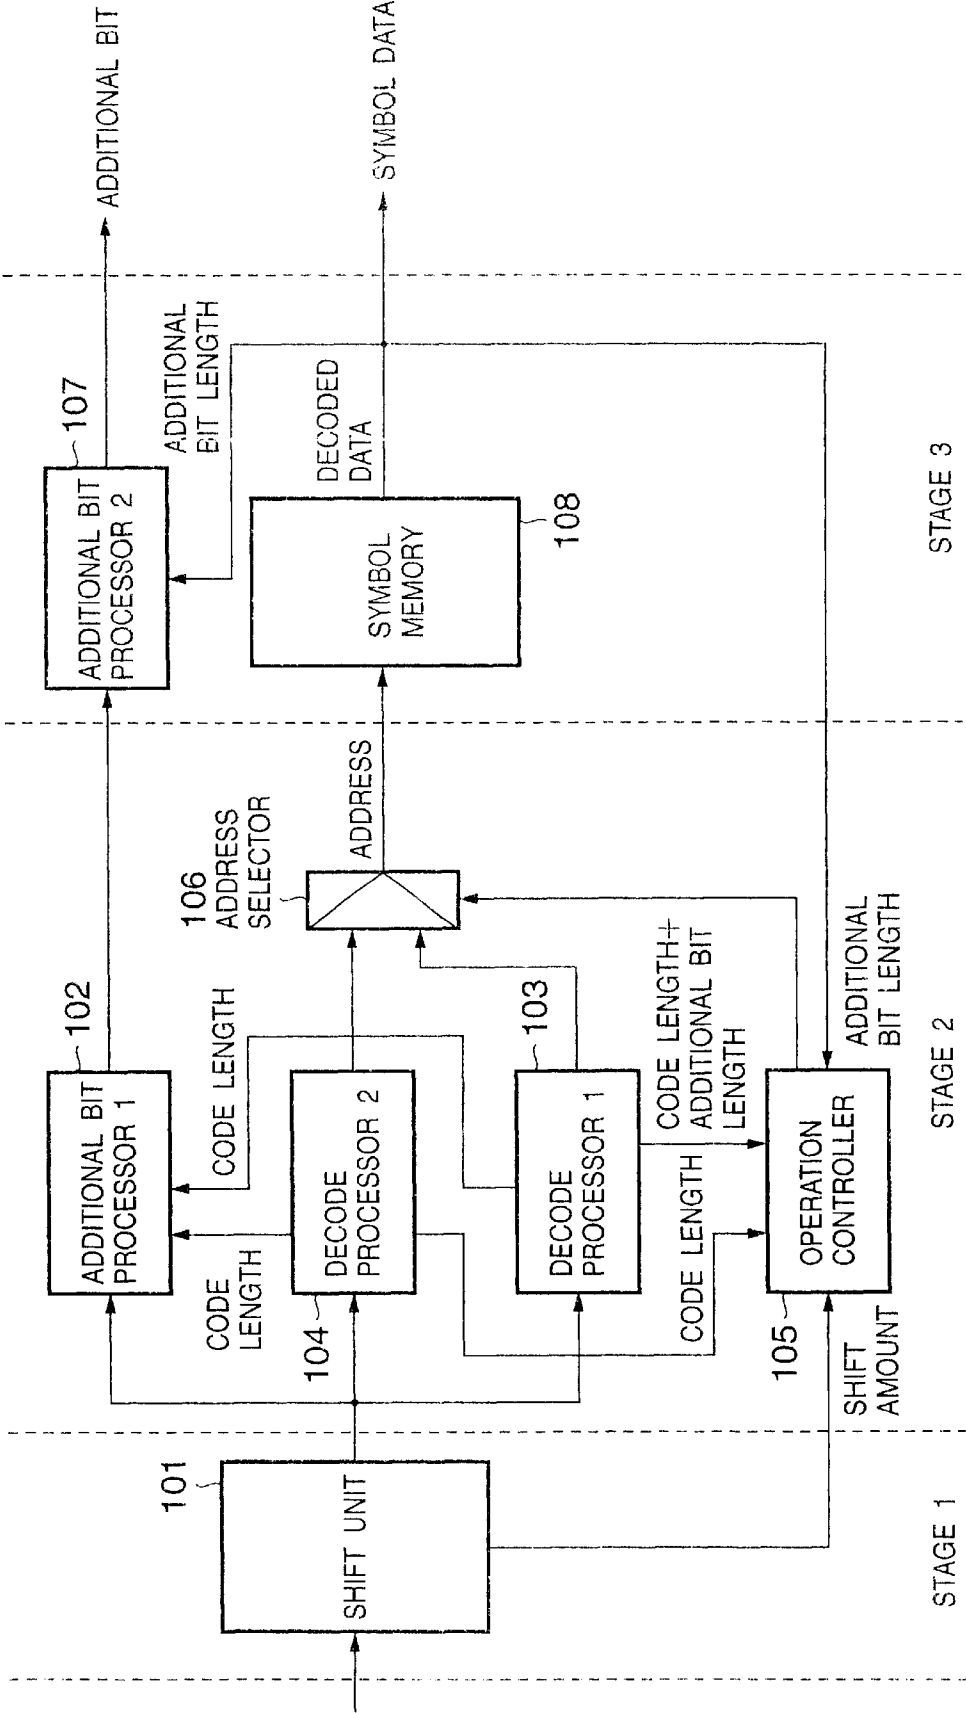 101
SHIFT UNIT
STAGE 1
102
ADDITIONAL BIT
PROCESSOR 1
CODE LENGTH
CODE
LENGTH
104
DECODE
PROCESSOR 2
103
DECODE
PROCESSOR 1
CODE LENGTH
CODE LENGTH+
ADDITIONAL BIT
LENGTH
105
OPERATION
CONTROLLER
SHIFT
AMOUNT
ADDITIONAL
BIT LENGTH
106
ADDRESS
SELECTOR
ADDRESS
STAGE 2
107
ADDITIONAL BIT
PROCESSOR 2
ADDITIONAL
BIT LENGTH
DECODED
DATA
SYMBOL
MEMORY
108
STAGE 3
ADDITIONAL BIT
SYMBOL DATA